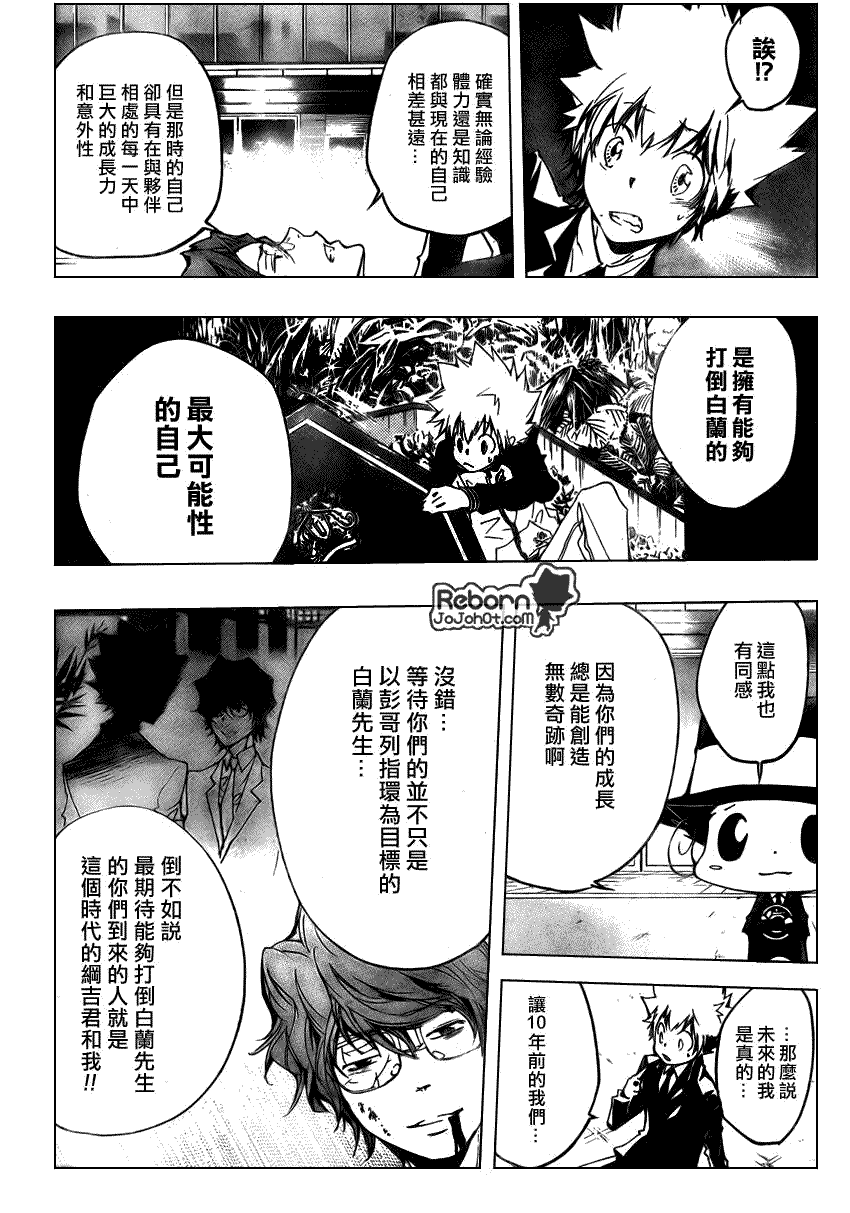 誒!?
確實無論經驗
體力還是知識
都與現在的自己
相差甚遠…
但是那時的自己
卻具有在與夥伴
相處的每一天中
巨大的成長力
和意外性
是擁有能夠
打倒白蘭的
最大可能性
的自己
這點我也
有同感
因為你們的成長
總是能創造
無數奇跡啊
…那麼說
未來的我
是真的…
讓10年前的我們…
沒錯…
等待你們的並不只是
以彭哥列指環為目標的
白蘭先生…
倒不如說
最期待能夠打倒白蘭先生
的你們到來的人就是
這個時代的綱吉君和我!!
Reborn
JoJoHot.com